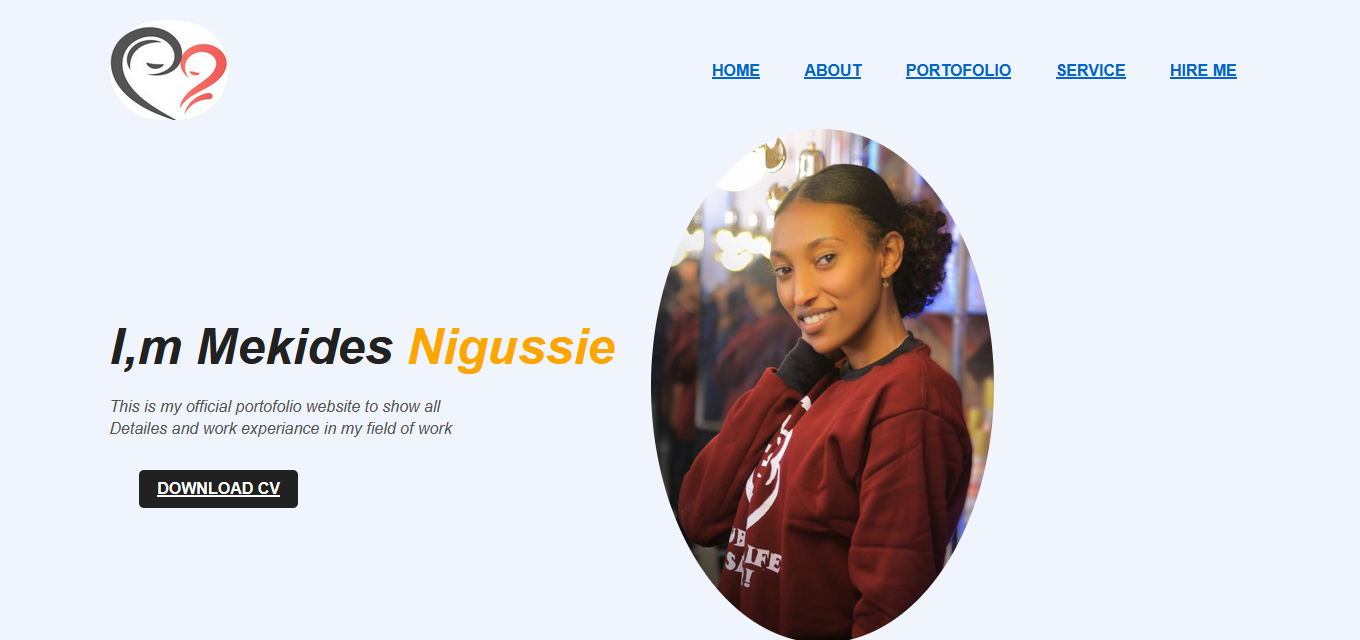 HOME ABOUT PORTOFOLIO SERVICE HIRE ME
I,m Mekides Nigussie
This is my official portofolio website to show all
Detailes and work experiance in my field of work
DOWNLOAD CV